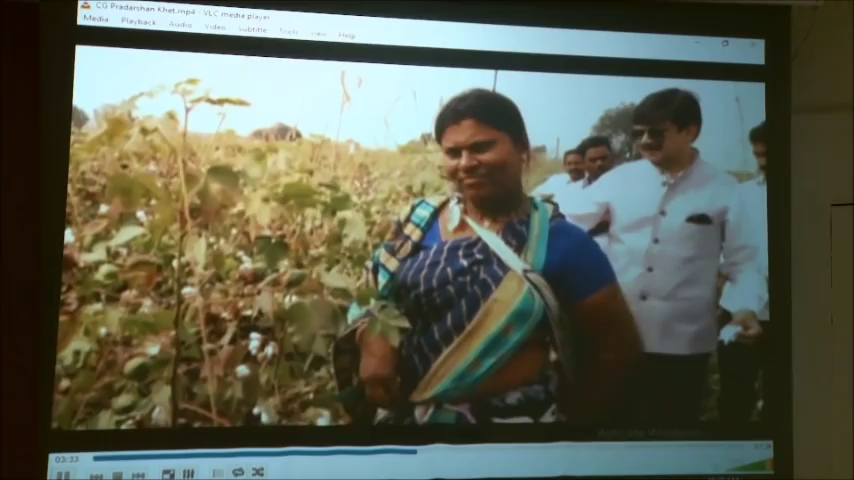 CG Pradarshan Khet.mp4 - VLC media player
Media Playback Audio Video Subtitle Tools View Help
03:33